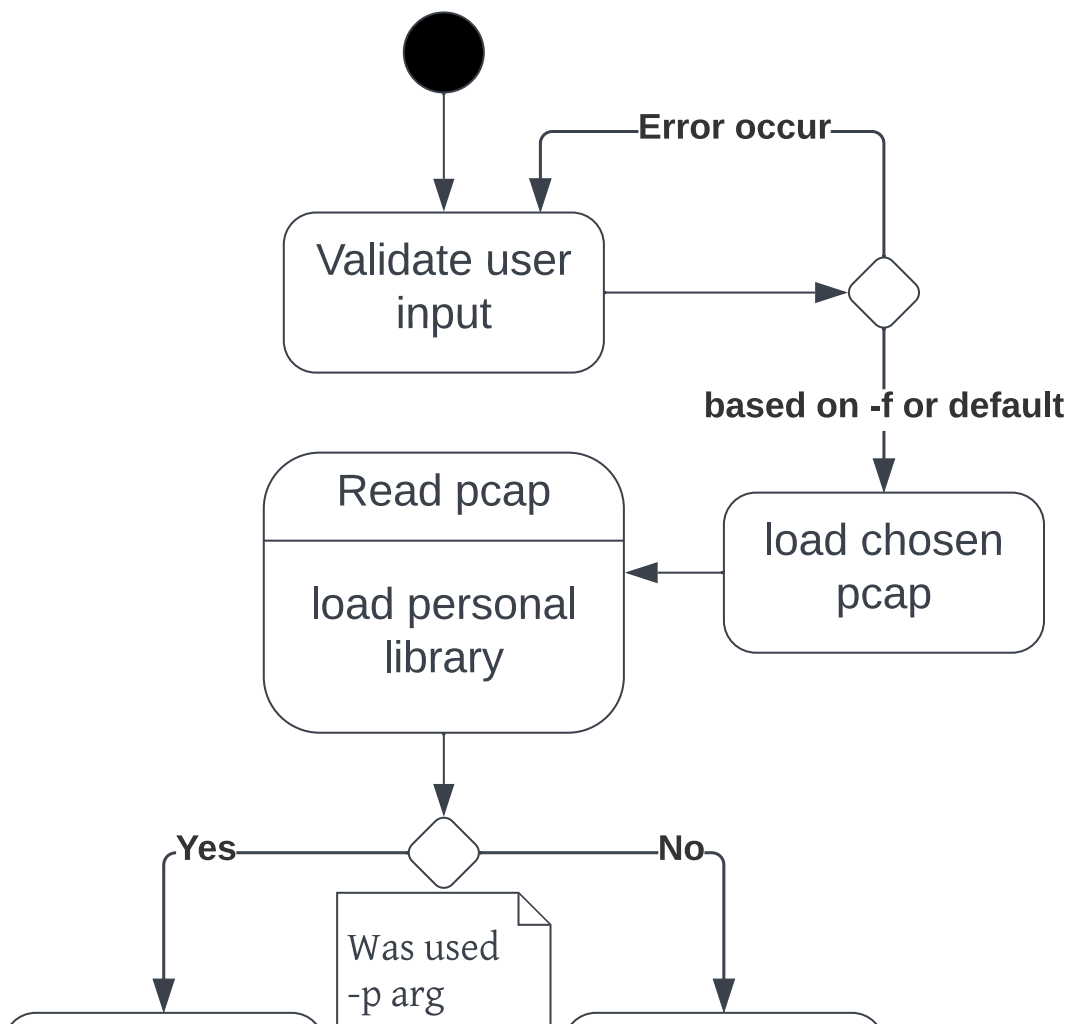 Error occur
Validate user
input
based on -f or default
Read pcap
load chosen
pcap
load personal
library
Yes
No
Was used
-p arg